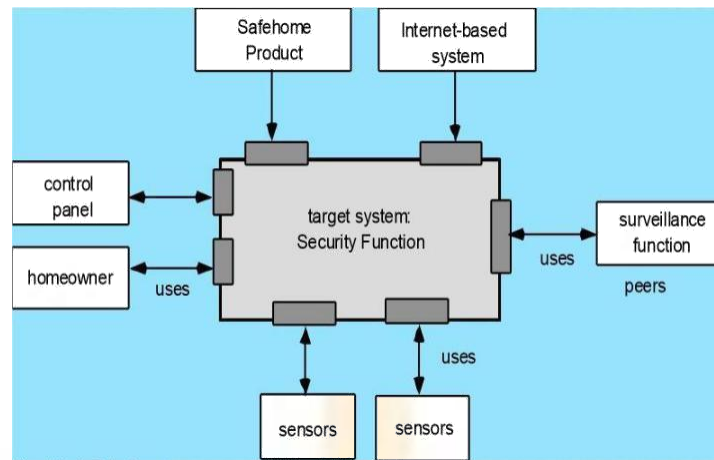 Safehome
Product
Internet-based
system
control
panel
target system:
Security Function
surveillance
function
homeowner
uses
uses
peers
uses
sensors
sensors